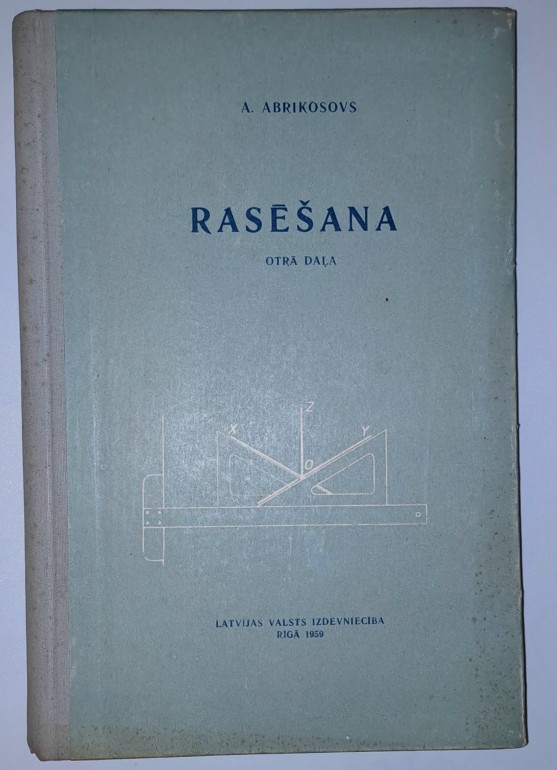 A. ABRIKOSOVS
RASĒŠANA
OTRĀ DAĻA
Z
X
Y
O
LATVIJAS VALSTS IZDEVNIECĪBA
RĪGĀ 1959